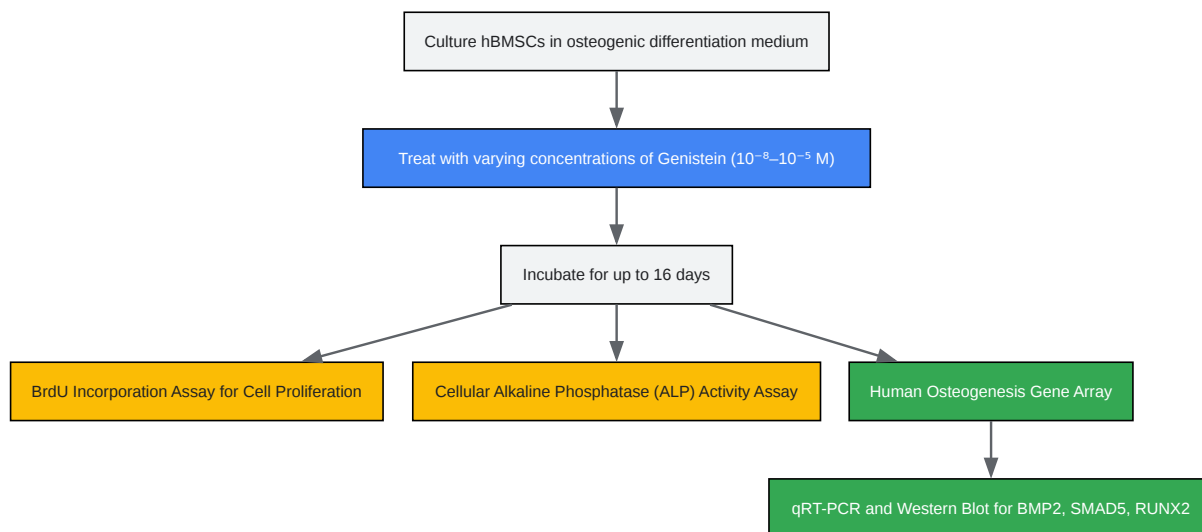 Culture hBMSCs in osteogenic differentiation medium
Treat with varying concentrations of Genistein (10⁻⁸–10⁻⁵ M)
Incubate for up to 16 days
BrdU Incorporation Assay for Cell Proliferation
Cellular Alkaline Phosphatase (ALP) Activity Assay
Human Osteogenesis Gene Array
qRT-PCR and Western Blot for BMP2, SMAD5, RUNX2